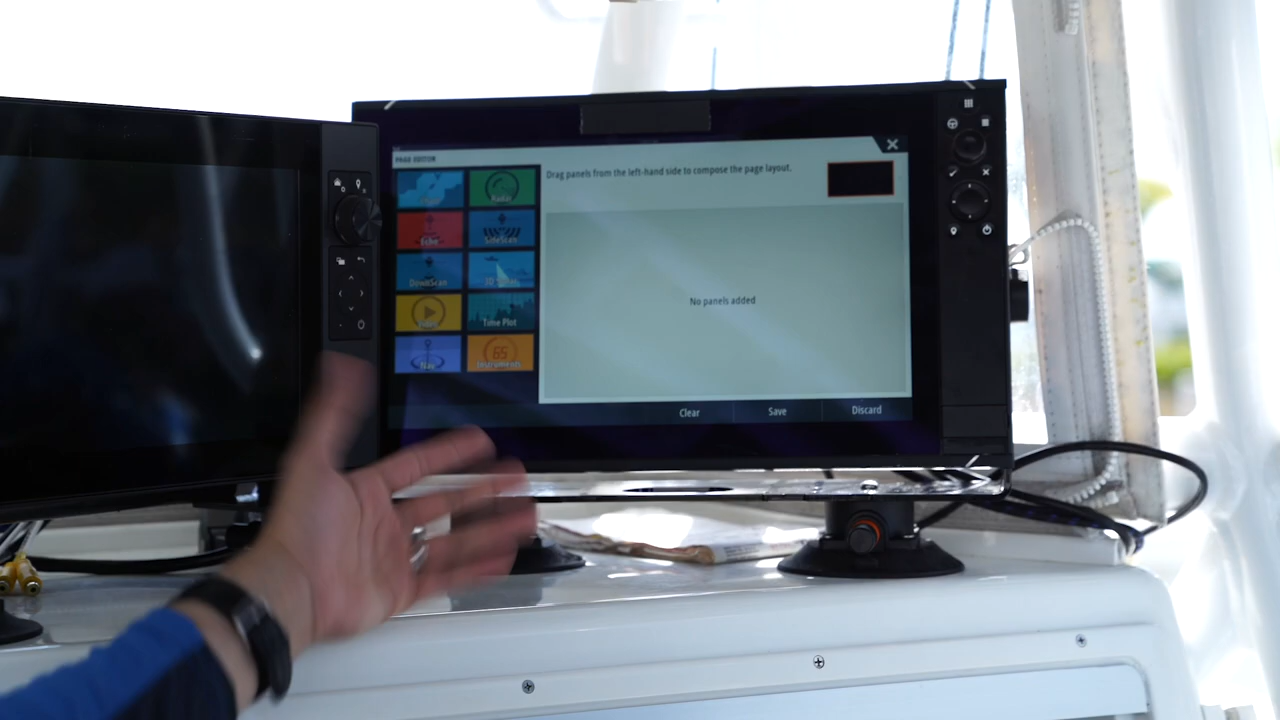 PAGE EDITOR
Drag panels from the left-hand side to compose the page layout.
Radar
Echo
SideScan
DownScan
Video
Time Plot
Nav
65
Instruments
No panels added
Clear
Save
Discard